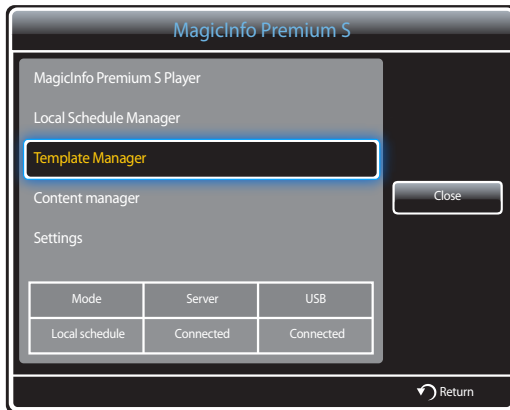 MagicInfo Premium S
MagicInfo Premium S Player
Local Schedule Manager
Template Manager
Content manager
Close
Settings
Mode Server USB
Local schedule Connected Connected
Return